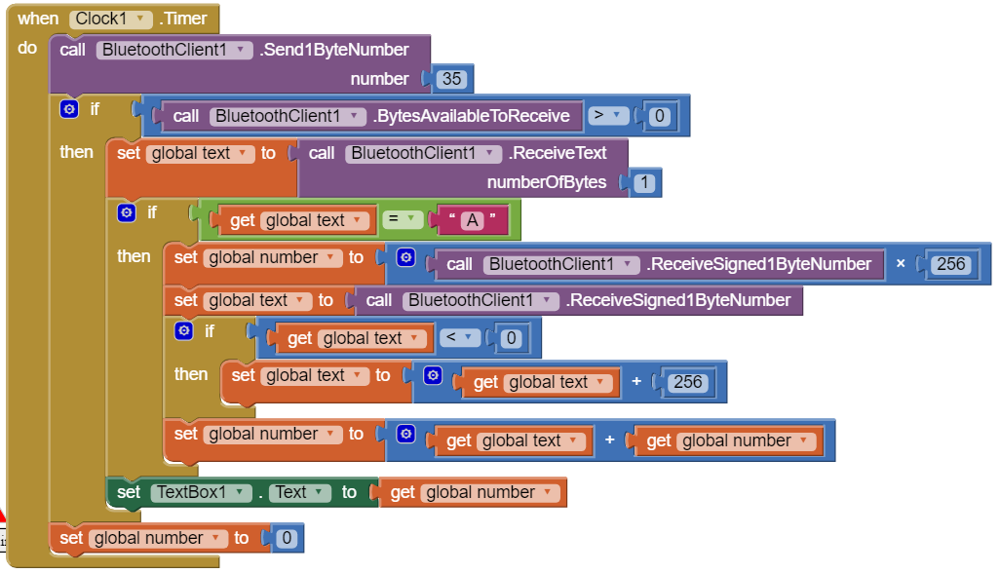 when Clock1 .Timer
do call BluetoothClient1 .Send1ByteNumber
number 35
if call BluetoothClient1 .BytesAvailableToReceive > 0
then set global text to call BluetoothClient1 .ReceiveText
numberOfBytes 1
if get global text = " A "
then set global number to call BluetoothClient1 .ReceiveSigned1ByteNumber × 256
set global text to call BluetoothClient1 .ReceiveSigned1ByteNumber
if get global text < 0
then set global text to get global text + 256
set global number to get global text + get global number
set TextBox1 . Text to get global number
set global number to 0